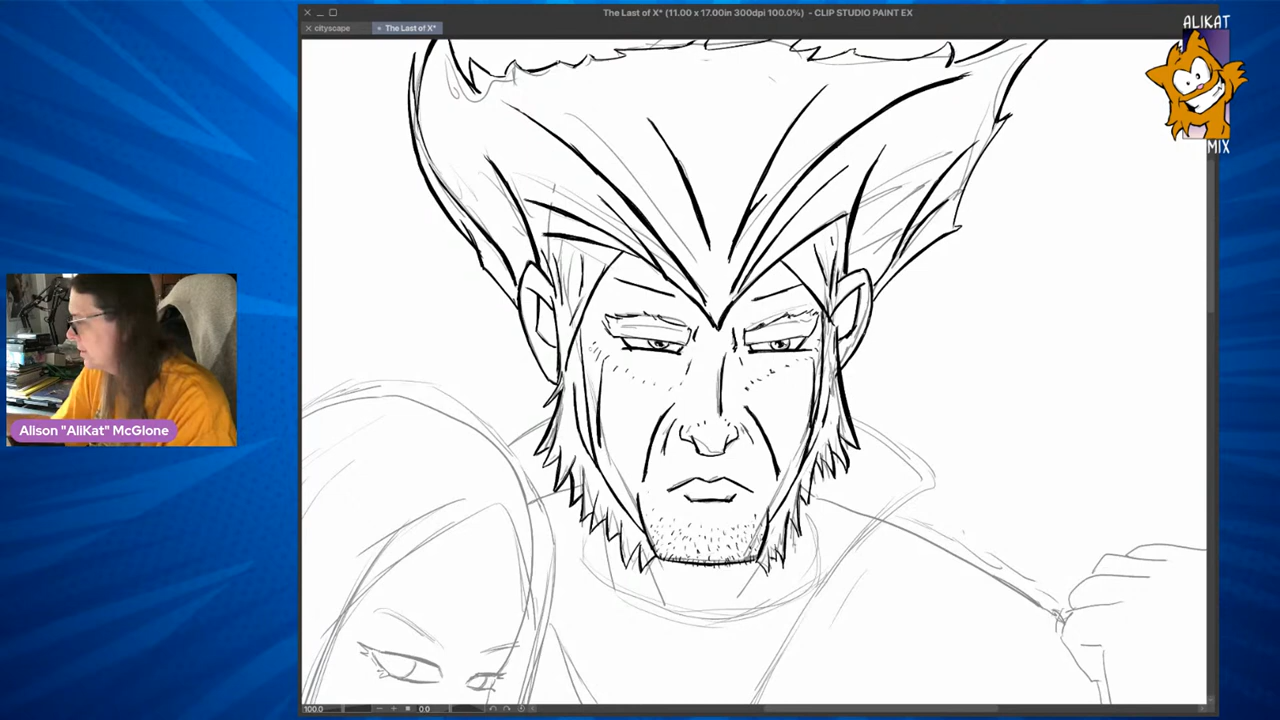 The Last of X* (11.00 x 17.00in 300dpi 100.0%) - CLIP STUDIO PAINT EX
cityscape
The Last of X*
ALIKAT
MIX
Alison "AliKat" McGlone
100.0
0.0